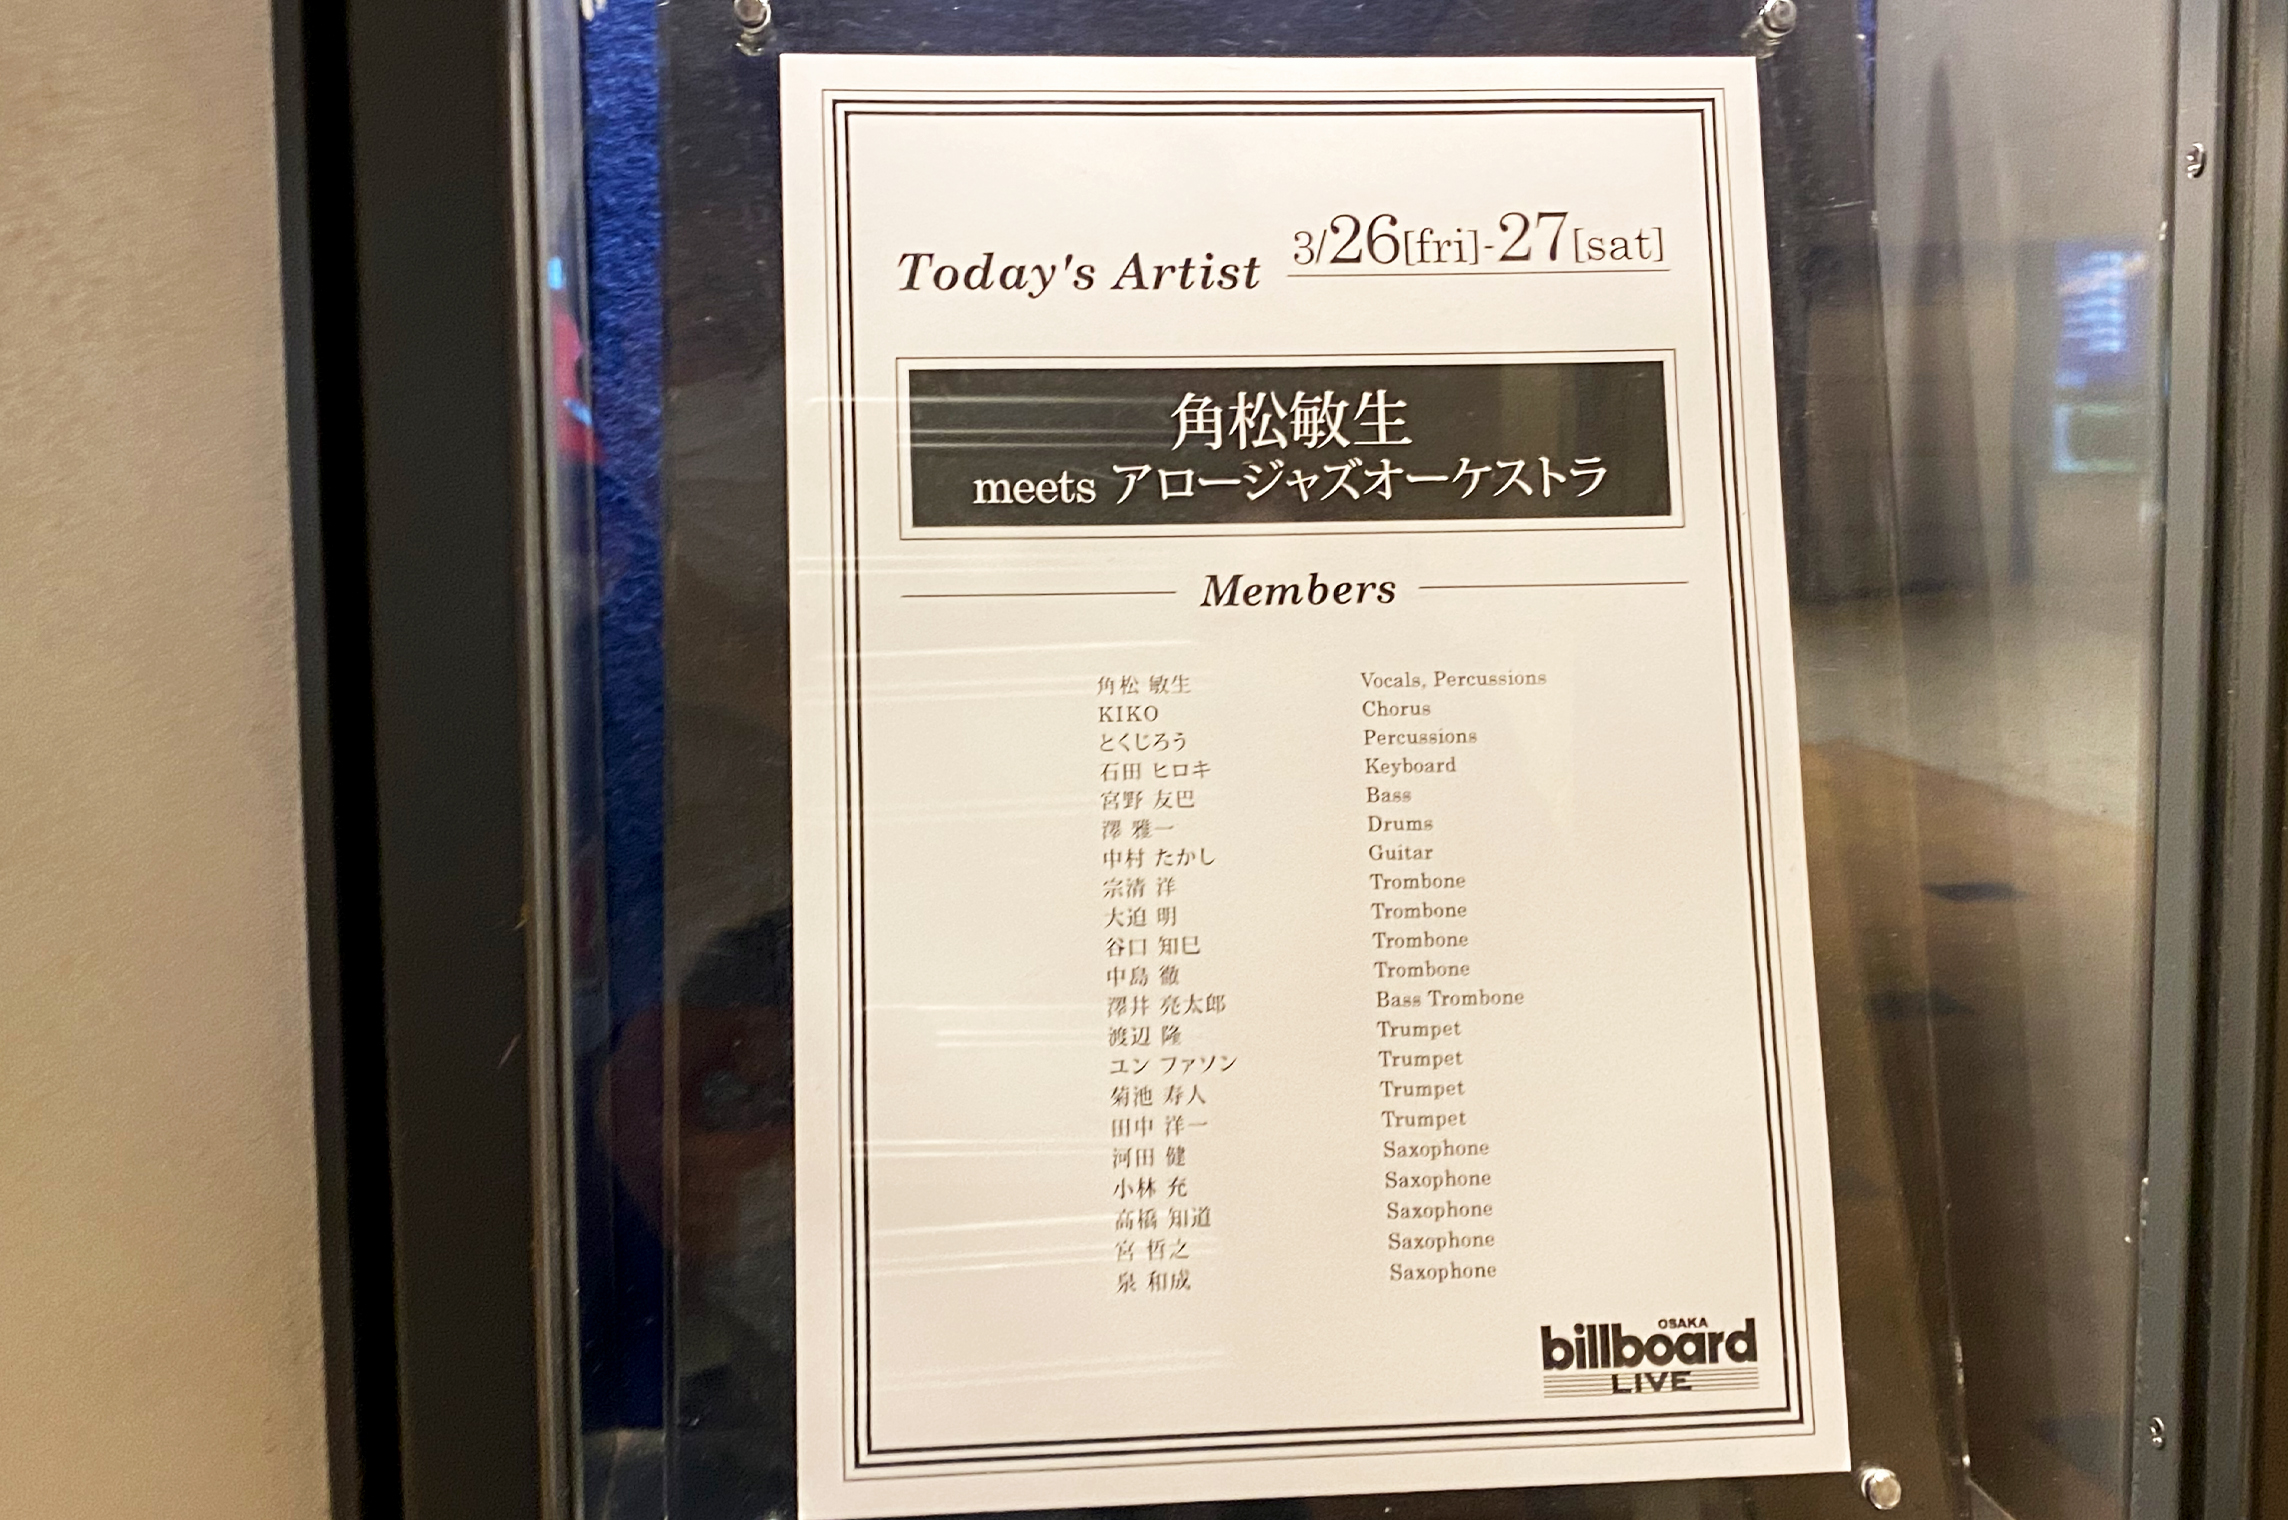 Today's Artist 3/26[fri]-27[sat]
角松敏生
meets アロージャズオーケストラ
Members
角松 敏生 Vocals, Percussions
KIKO Chorus
とくじろう Percussions
石田 ヒロキ Keyboard
宮野 友巴 Bass
澤 雅一 Drums
中村 たかし Guitar
宗清 洋 Trombone
大迫 明 Trombone
谷口 知巳 Trombone
中島 徹 Trombone
澤井 亮太郎 Bass Trombone
渡辺 隆 Trumpet
ユン ファソン Trumpet
菊池 寿人 Trumpet
田中 洋一 Trumpet
河田 健 Saxophone
小林 充 Saxophone
高橋 知道 Saxophone
宮 哲之 Saxophone
泉 和成 Saxophone
OSAKA
billboard
LIVE